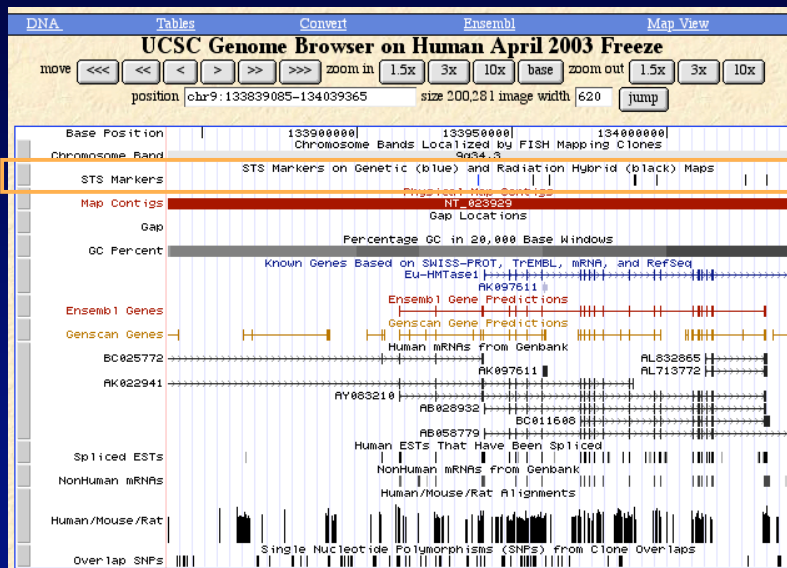 DNA Tables Convert Ensembl Map View
UCSC Genome Browser on Human April 2003 Freeze
move <<< << < > >> >>> zoom in 1.5x 3x 10x base zoom out 1.5x 3x 10x
position chr9:133839085-134039365 size 200,281 image width 620 jump
Base Position 133900000| 133950000| 134000000|
Chromosome Bands Localized by FISH Mapping Clones
Chromosome Band 9q34.3
STS Markers on Genetic (blue) and Radiation Hybrid (black) Maps
STS Markers
Physical Map Contigs
Map Contigs NT_023929
Gap Locations
Gap
Percentage GC in 20,000 Base Windows
GC Percent
Known Genes Based on SWISS-PROT, TrEMBL, mRNA, and RefSeq
Eu-HMTase1
AK097611
Ensembl Gene Predictions
Ensembl Genes
Genscan Gene Predictions
Genscan Genes
Human mRNAs from Genbank
BC025772 AL832865
AK097611 AL713772
AK022941
AY083210
AB028932
BC011608
AB058779
Human ESTs That Have Been Spliced
Spliced ESTs
NonHuman mRNAs from Genbank
NonHuman mRNAs
Human/Mouse/Rat Alignments
Human/Mouse/Rat
Single Nucleotide Polymorphisms (SNPs) from Clone Overlaps
Overlap SNPs